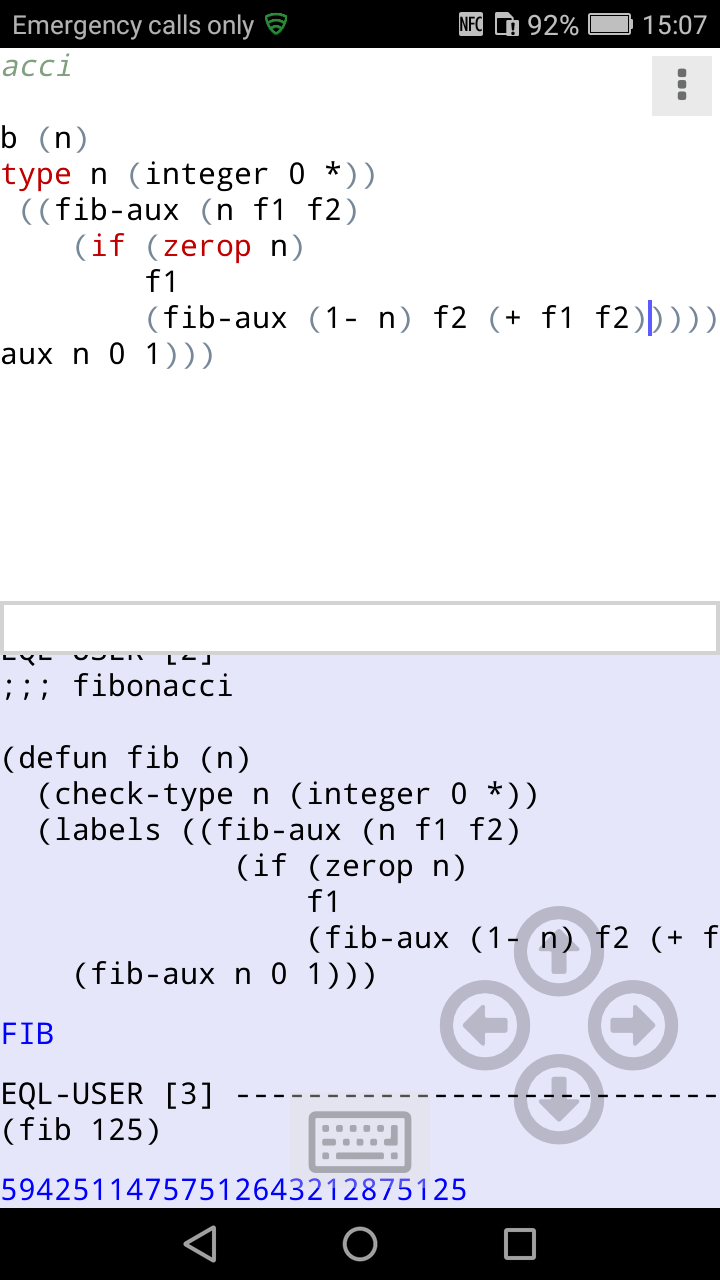 Emergency calls only NFC 92% 15:07
acci
b (n)
type n (integer 0 *))
((fib-aux (n f1 f2)
(if (zerop n)
f1
(fib-aux (1- n) f2 (+ f1 f2)))))
aux n 0 1)))
EQL-USER [2]
;;; fibonacci
(defun fib (n)
(check-type n (integer 0 *))
(labels ((fib-aux (n f1 f2)
(if (zerop n)
f1
(fib-aux (1- n) f2 (+ f
(fib-aux n 0 1)))
FIB
EQL-USER [3] ---------------------------
(fib 125)
59425114757512643212875125